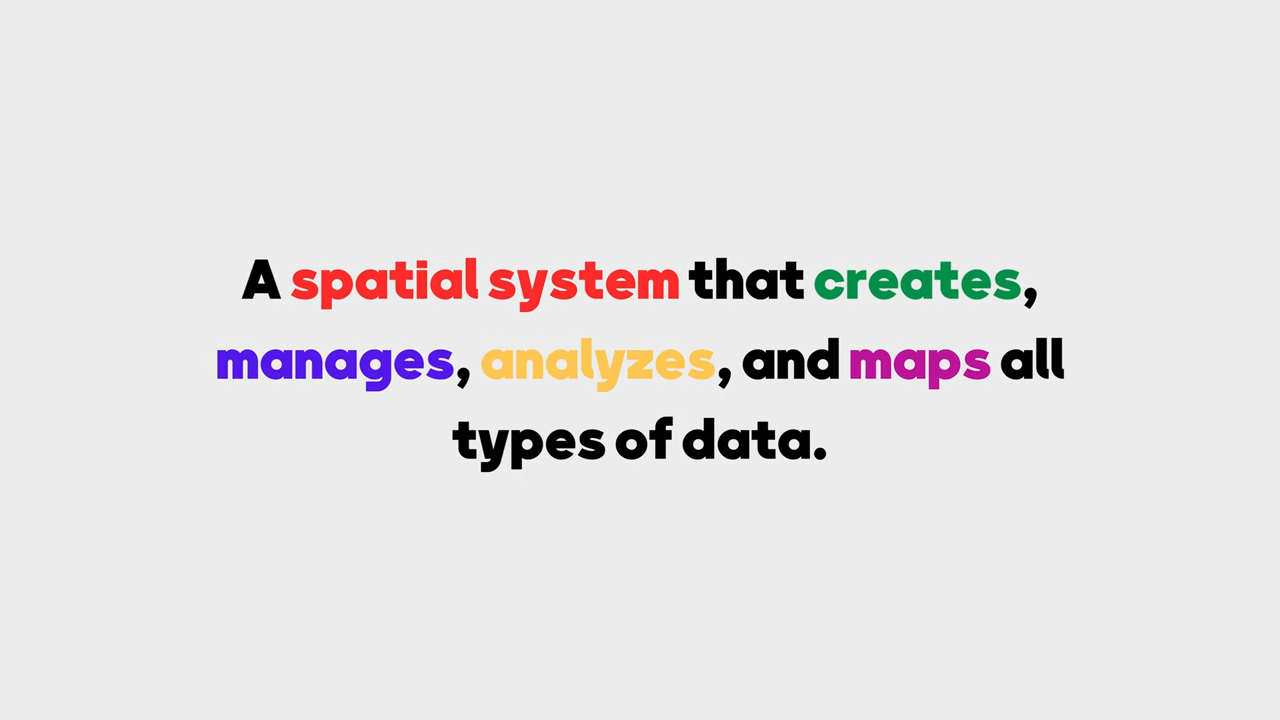 A spatial system that creates,
manages, analyzes, and maps all
types of data.